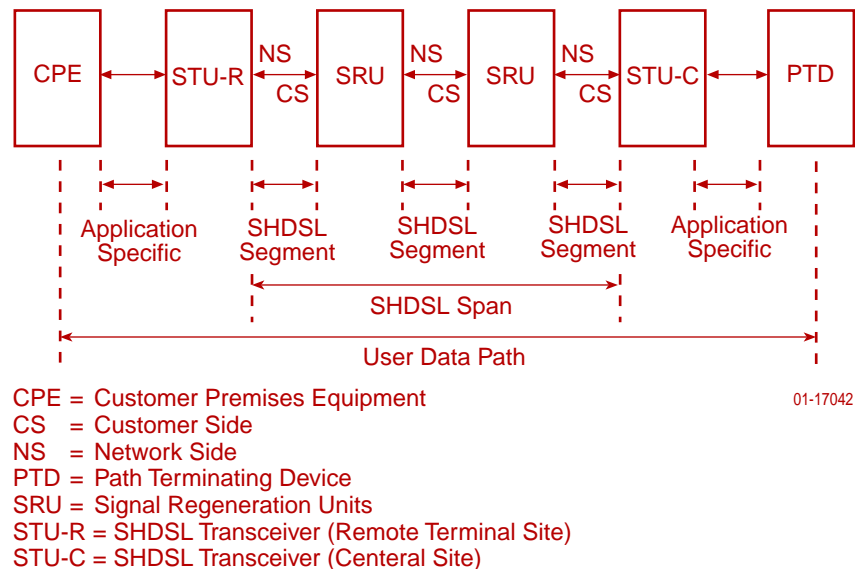 CPE STU-R NS CS SRU NS CS SRU NS CS STU-C PTD
Application Specific
SHDSL Segment
SHDSL Segment
SHDSL Segment
Application Specific
SHDSL Span
User Data Path
CPE = Customer Premises Equipment
01-17042
CS = Customer Side
NS = Network Side
PTD = Path Terminating Device
SRU = Signal Regeneration Units
STU-R = SHDSL Transceiver (Remote Terminal Site)
STU-C = SHDSL Transceiver (Centeral Site)